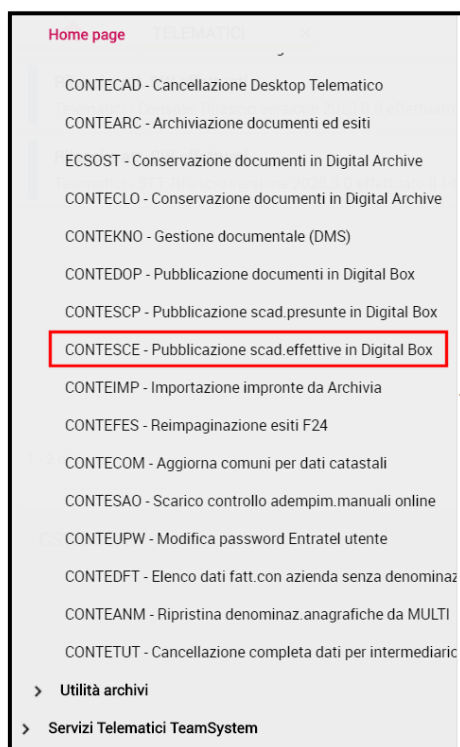 Home page
TELEMATICI
CONTECAD - Cancellazione Desktop Telematico
CONTEARC - Archiviazione documenti ed esiti
ECSOST - Conservazione documenti in Digital Archive
CONTECLO - Conservazione documenti in Digital Archive
CONTEKNO - Gestione documentale (DMS)
CONTEDOP - Pubblicazione documenti in Digital Box
CONTESCP - Pubblicazione scad.presunte in Digital Box
CONTESCE - Pubblicazione scad.effettive in Digital Box
CONTEIMP - Importazione impronte da Archivia
CONTEFES - Reimpaginazione esiti F24
CONTECOM - Aggiorna comuni per dati catastali
CONTESAO - Scarico controllo adempim.manuali online
CONTEUPW - Modifica password Entratel utente
CONTEDFT - Elenco dati fatt.con azienda senza denominaz
CONTEANM - Ripristina denominaz.anagrafiche da MULTI
CONTETUT - Cancellazione completa dati per intermediaric
Utilità archivi
Servizi Telematici TeamSystem